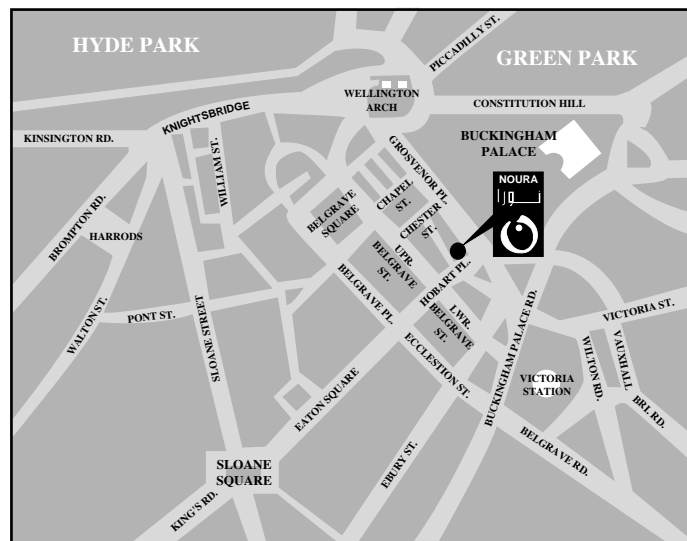 HYDE PARK
PICCADILLY ST.
GREEN PARK
WELLINGTON
ARCH
CONSTITUTION HILL
KNIGHTSBRIDGE
KINSINGTON RD.
WILLIAM ST.
BUCKINGHAM
PALACE
GROSVENOR PL.
NOURA
نورا
CHAPEL
ST.
BELGRAVE
SQUARE
CHESTER
ST.
BROMPTON RD.
HARRODS
UPR.
BELGRAVE
ST.
HOBART PL.
WALTON ST.
PONT ST.
SLOANE STREET
BELGRAVE PL.
LWR.
BELGRAVE
ST.
BUCKINGHAM PALACE RD.
VICTORIA ST.
ECCLESTION ST.
WILTON RD.
VAUXHALL
BRI. RD.
VICTORIA
STATION
EATON SQUARE
BELGRAVE RD.
EBURY ST.
SLOANE
SQUARE
KING'S RD.